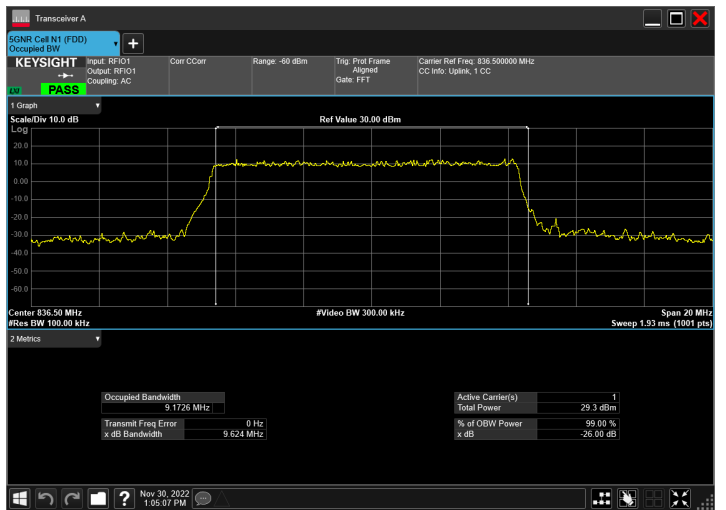 Transceiver A
5GNR Cell N1 (FDD)
Occupied BW
KEYSIGHT
Input: RFIO1
Output: RFIO1
Coupling: AC
Corr CCorr
Range: -60 dBm
Trig: Prot Frame
Aligned
Gate: FFT
Carrier Ref Freq: 836.500000 MHz
CC Info: Uplink, 1 CC
LXI
PASS
1 Graph
Scale/Div 10.0 dB
Ref Value 30.00 dBm
Log
20.0
10.0
0.00
-10.0
-20.0
-30.0
-40.0
-50.0
-60.0
Center 836.50 MHz
#Video BW 300.00 kHz
Span 20 MHz
#Res BW 100.00 kHz
Sweep 1.93 ms (1001 pts)
2 Metrics
Occupied Bandwidth
9.1726 MHz
Transmit Freq Error 0 Hz
x dB Bandwidth 9.624 MHz
Active Carrier(s) 1
Total Power 29.3 dBm
% of OBW Power 99.00 %
x dB -26.00 dB
?
Nov 30, 2022
1:05:07 PM